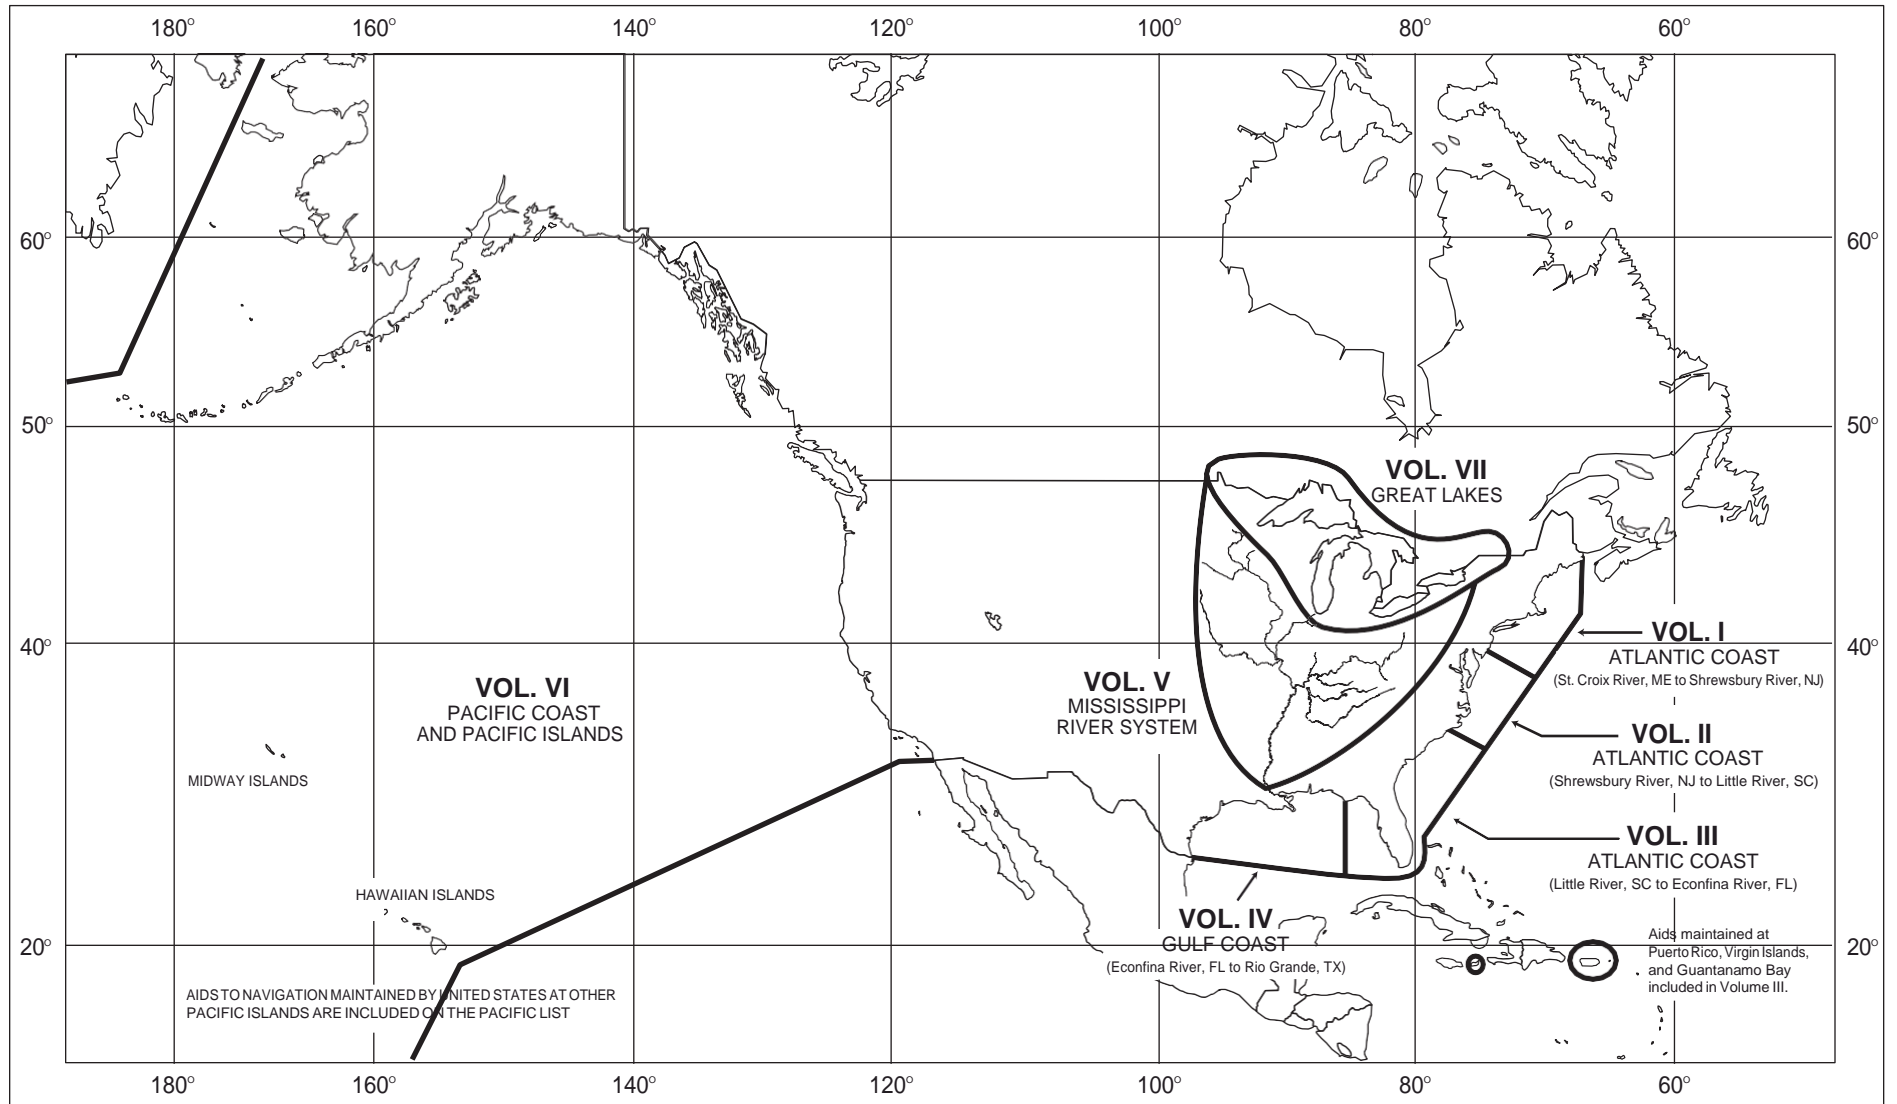 180° 160° 140° 120° 100° 80° 60°
60° 60°
50° 50°
VOL. VII
GREAT LAKES
40° 40°
VOL. I
ATLANTIC COAST
(St. Croix River, ME to Shrewsbury River, NJ)
VOL. VI
PACIFIC COAST
AND PACIFIC ISLANDS
VOL. V
MISSISSIPPI
RIVER SYSTEM
VOL. II
ATLANTIC COAST
(Shrewsbury River, NJ to Little River, SC)
MIDWAY ISLANDS
VOL. III
ATLANTIC COAST
(Little River, SC to Econfina River, FL)
HAWAIIAN ISLANDS
VOL. IV
GULF COAST
(Econfina River, FL to Rio Grande, TX)
20° 20°
Aids maintained at
Puerto Rico, Virgin Islands,
and Guantanamo Bay
included in Volume III.
AIDS TO NAVIGATION MAINTAINED BY UNITED STATES AT OTHER
PACIFIC ISLANDS ARE INCLUDED ON THE PACIFIC LIST
180° 160° 140° 120° 100° 80° 60°